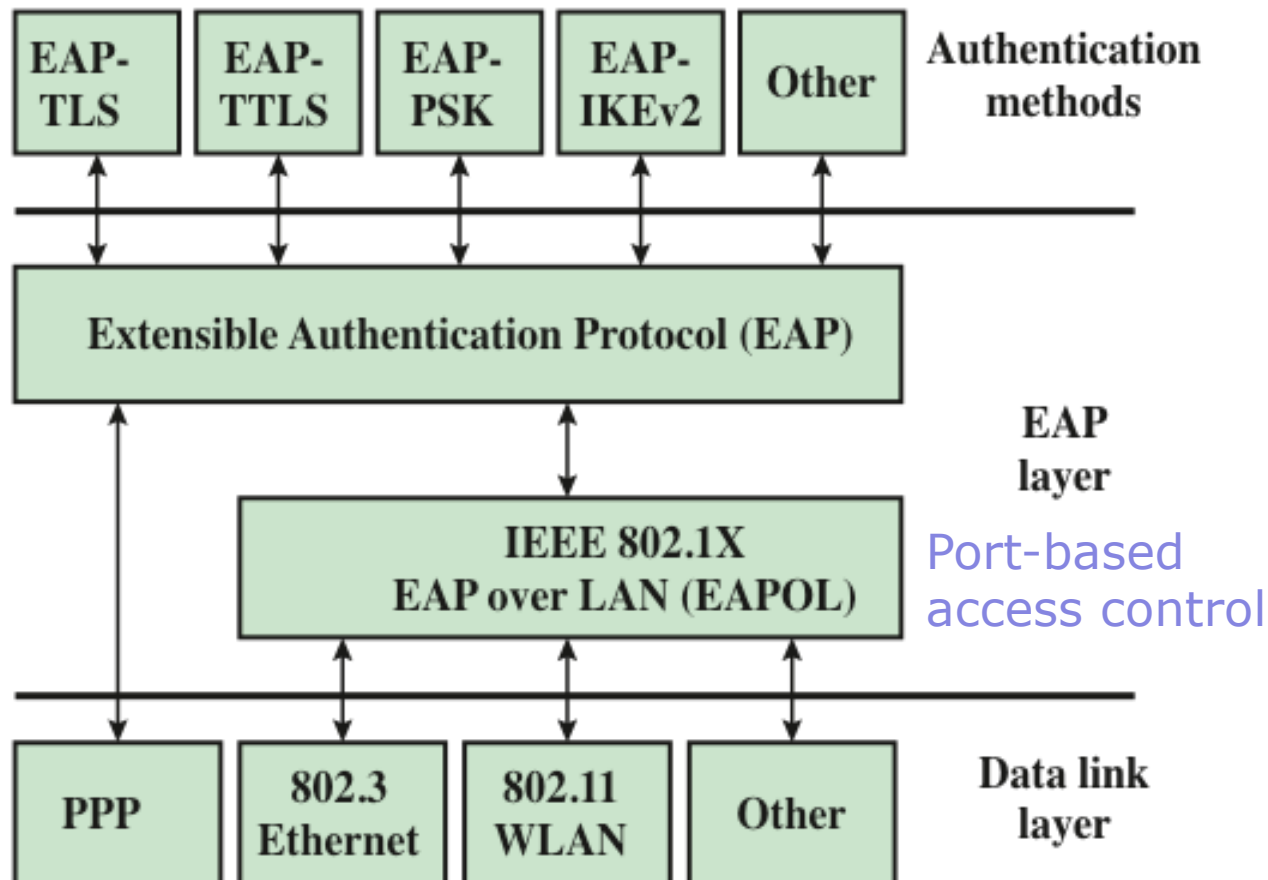 EAP-
TLS
EAP-
TTLS
EAP-
PSK
EAP-
IKEv2
Other
Authentication
methods
Extensible Authentication Protocol (EAP)
EAP
layer
IEEE 802.1X
EAP over LAN (EAPOL)
Port-based
access control
PPP
802.3
Ethernet
802.11
WLAN
Other
Data link
layer